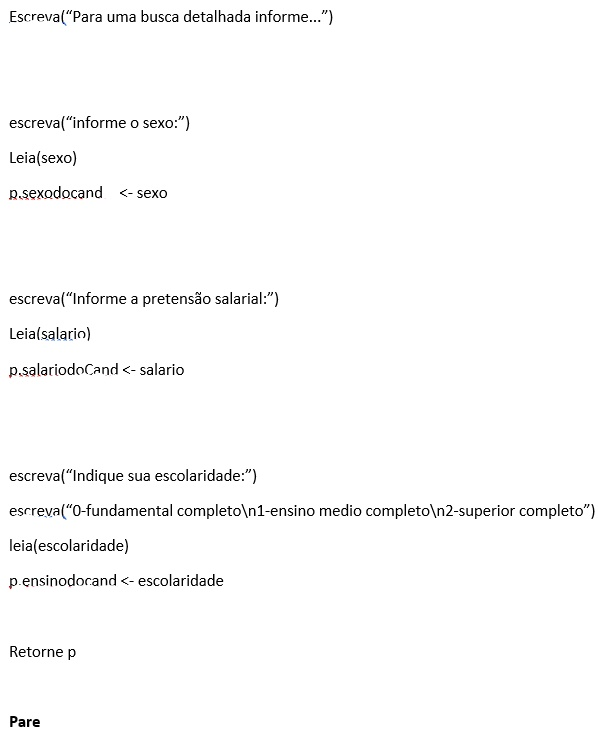 Escreva(“Para uma busca detalhada informe...”)
escreva(“informe o sexo:”)
Leia(sexo)
p.sexodocand <- sexo
escreva(“Informe a pretensão salarial:”)
Leia(salario)
p.salariodoCand <- salario
escreva(“Indique sua escolaridade:”)
escreva(“0-fundamental completo\n1-ensino medio completo\n2-superior completo”)
leia(escolaridade)
p.ensinodocand <- escolaridade
Retorne p
Pare